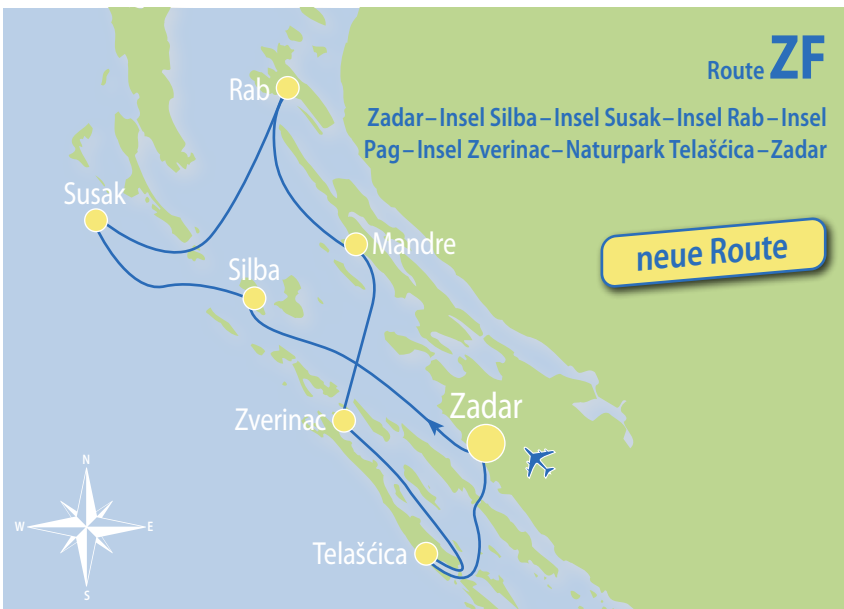 Route ZF
Zadar–Insel Silba–Insel Susak–Insel Rab–Insel
Pag–Insel Zverinac–Naturpark Telašćica–Zadar
neue Route
Rab
Susak
Mandre
Silba
Zadar
Zverinac
Telašćica
N
W
E
S